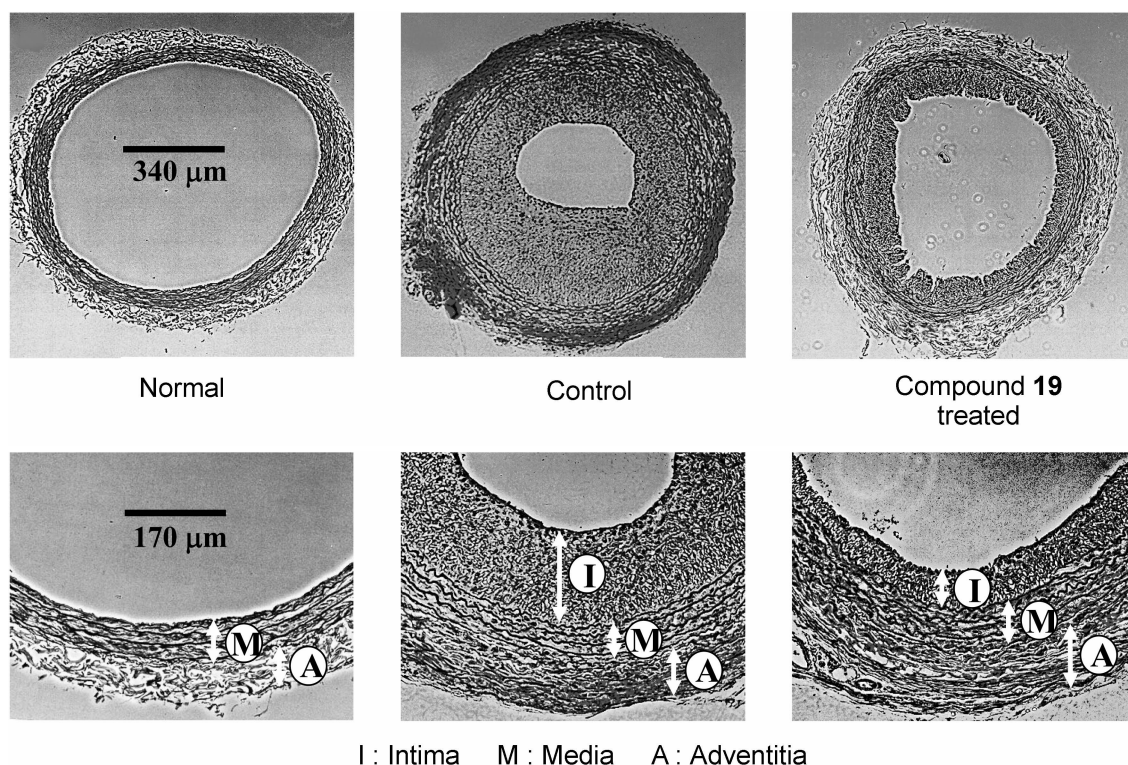 340 μm
Normal
Control
Compound 19
treated
170 μm
M
A
I
M
A
I
M
A
I : Intima M : Media A : Adventitia